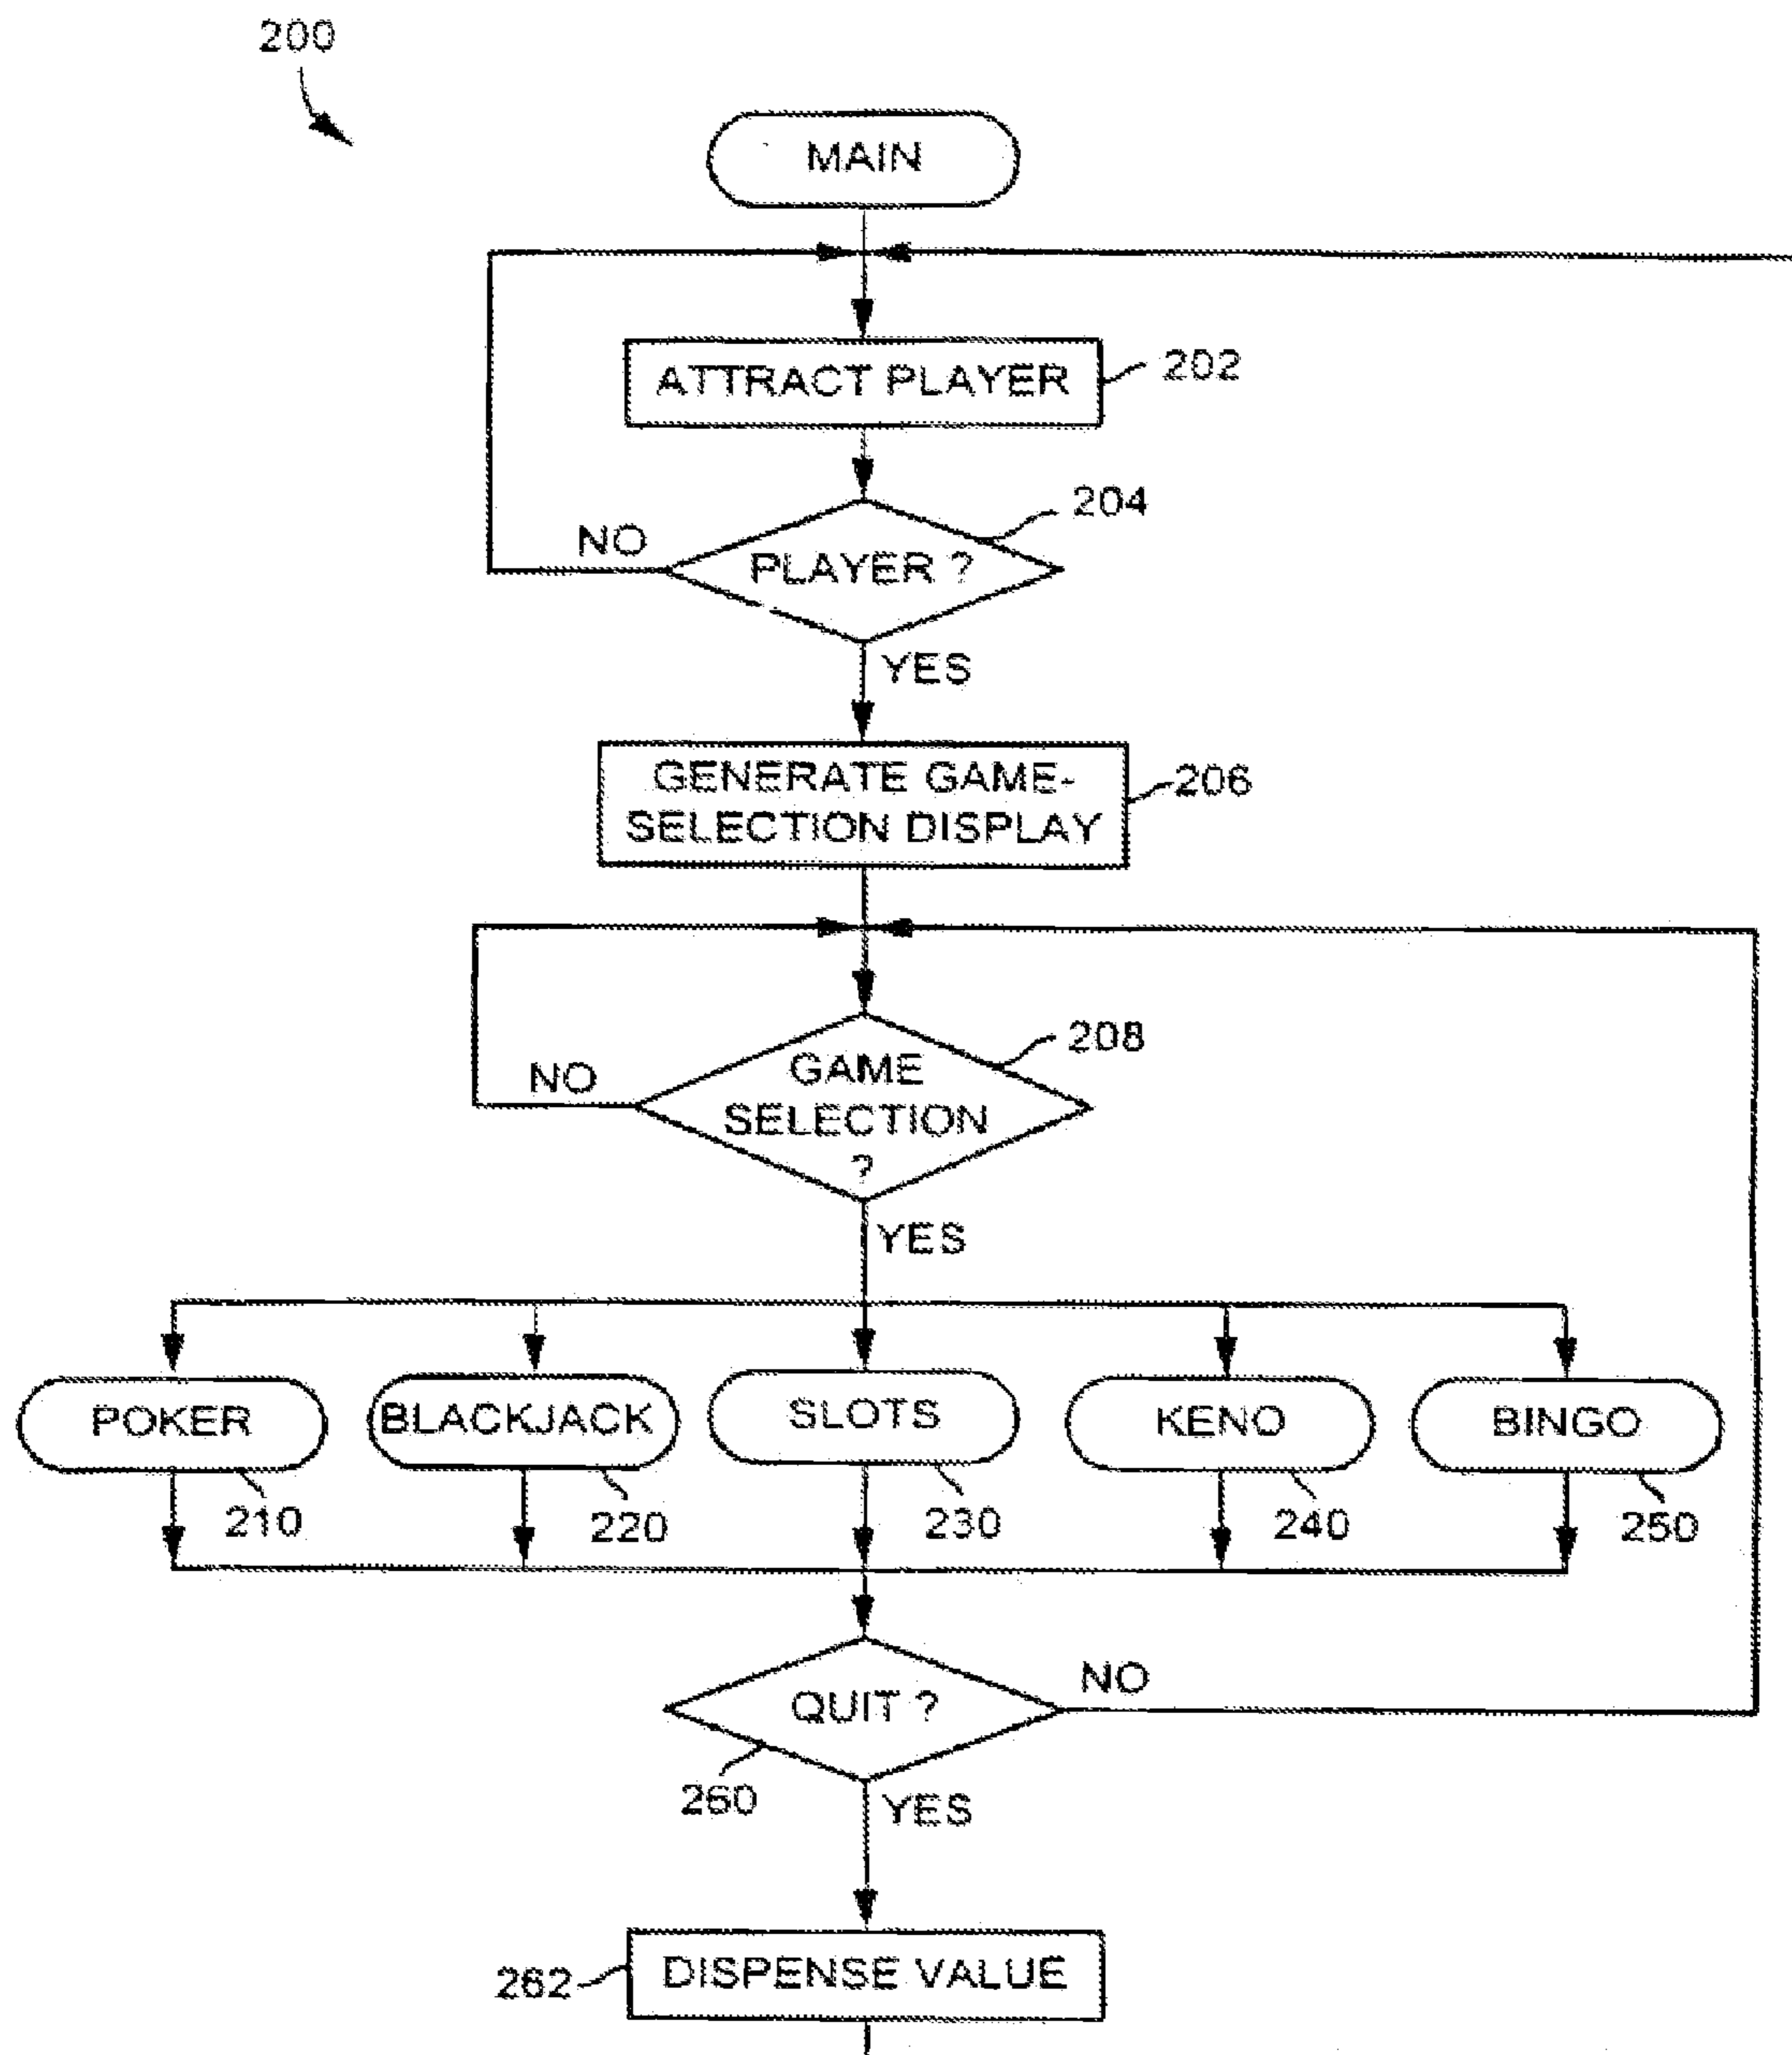 200
MAIN
ATTRACT PLAYER
202
204
NO
PLAYER ?
YES
GENERATE GAME-
SELECTION DISPLAY
206
208
NO
GAME
SELECTION
?
YES
POKER
BLACKJACK
SLOTS
KENO
BINGO
210
220
230
240
250
QUIT ?
NO
260
YES
262
DISPENSE VALUE